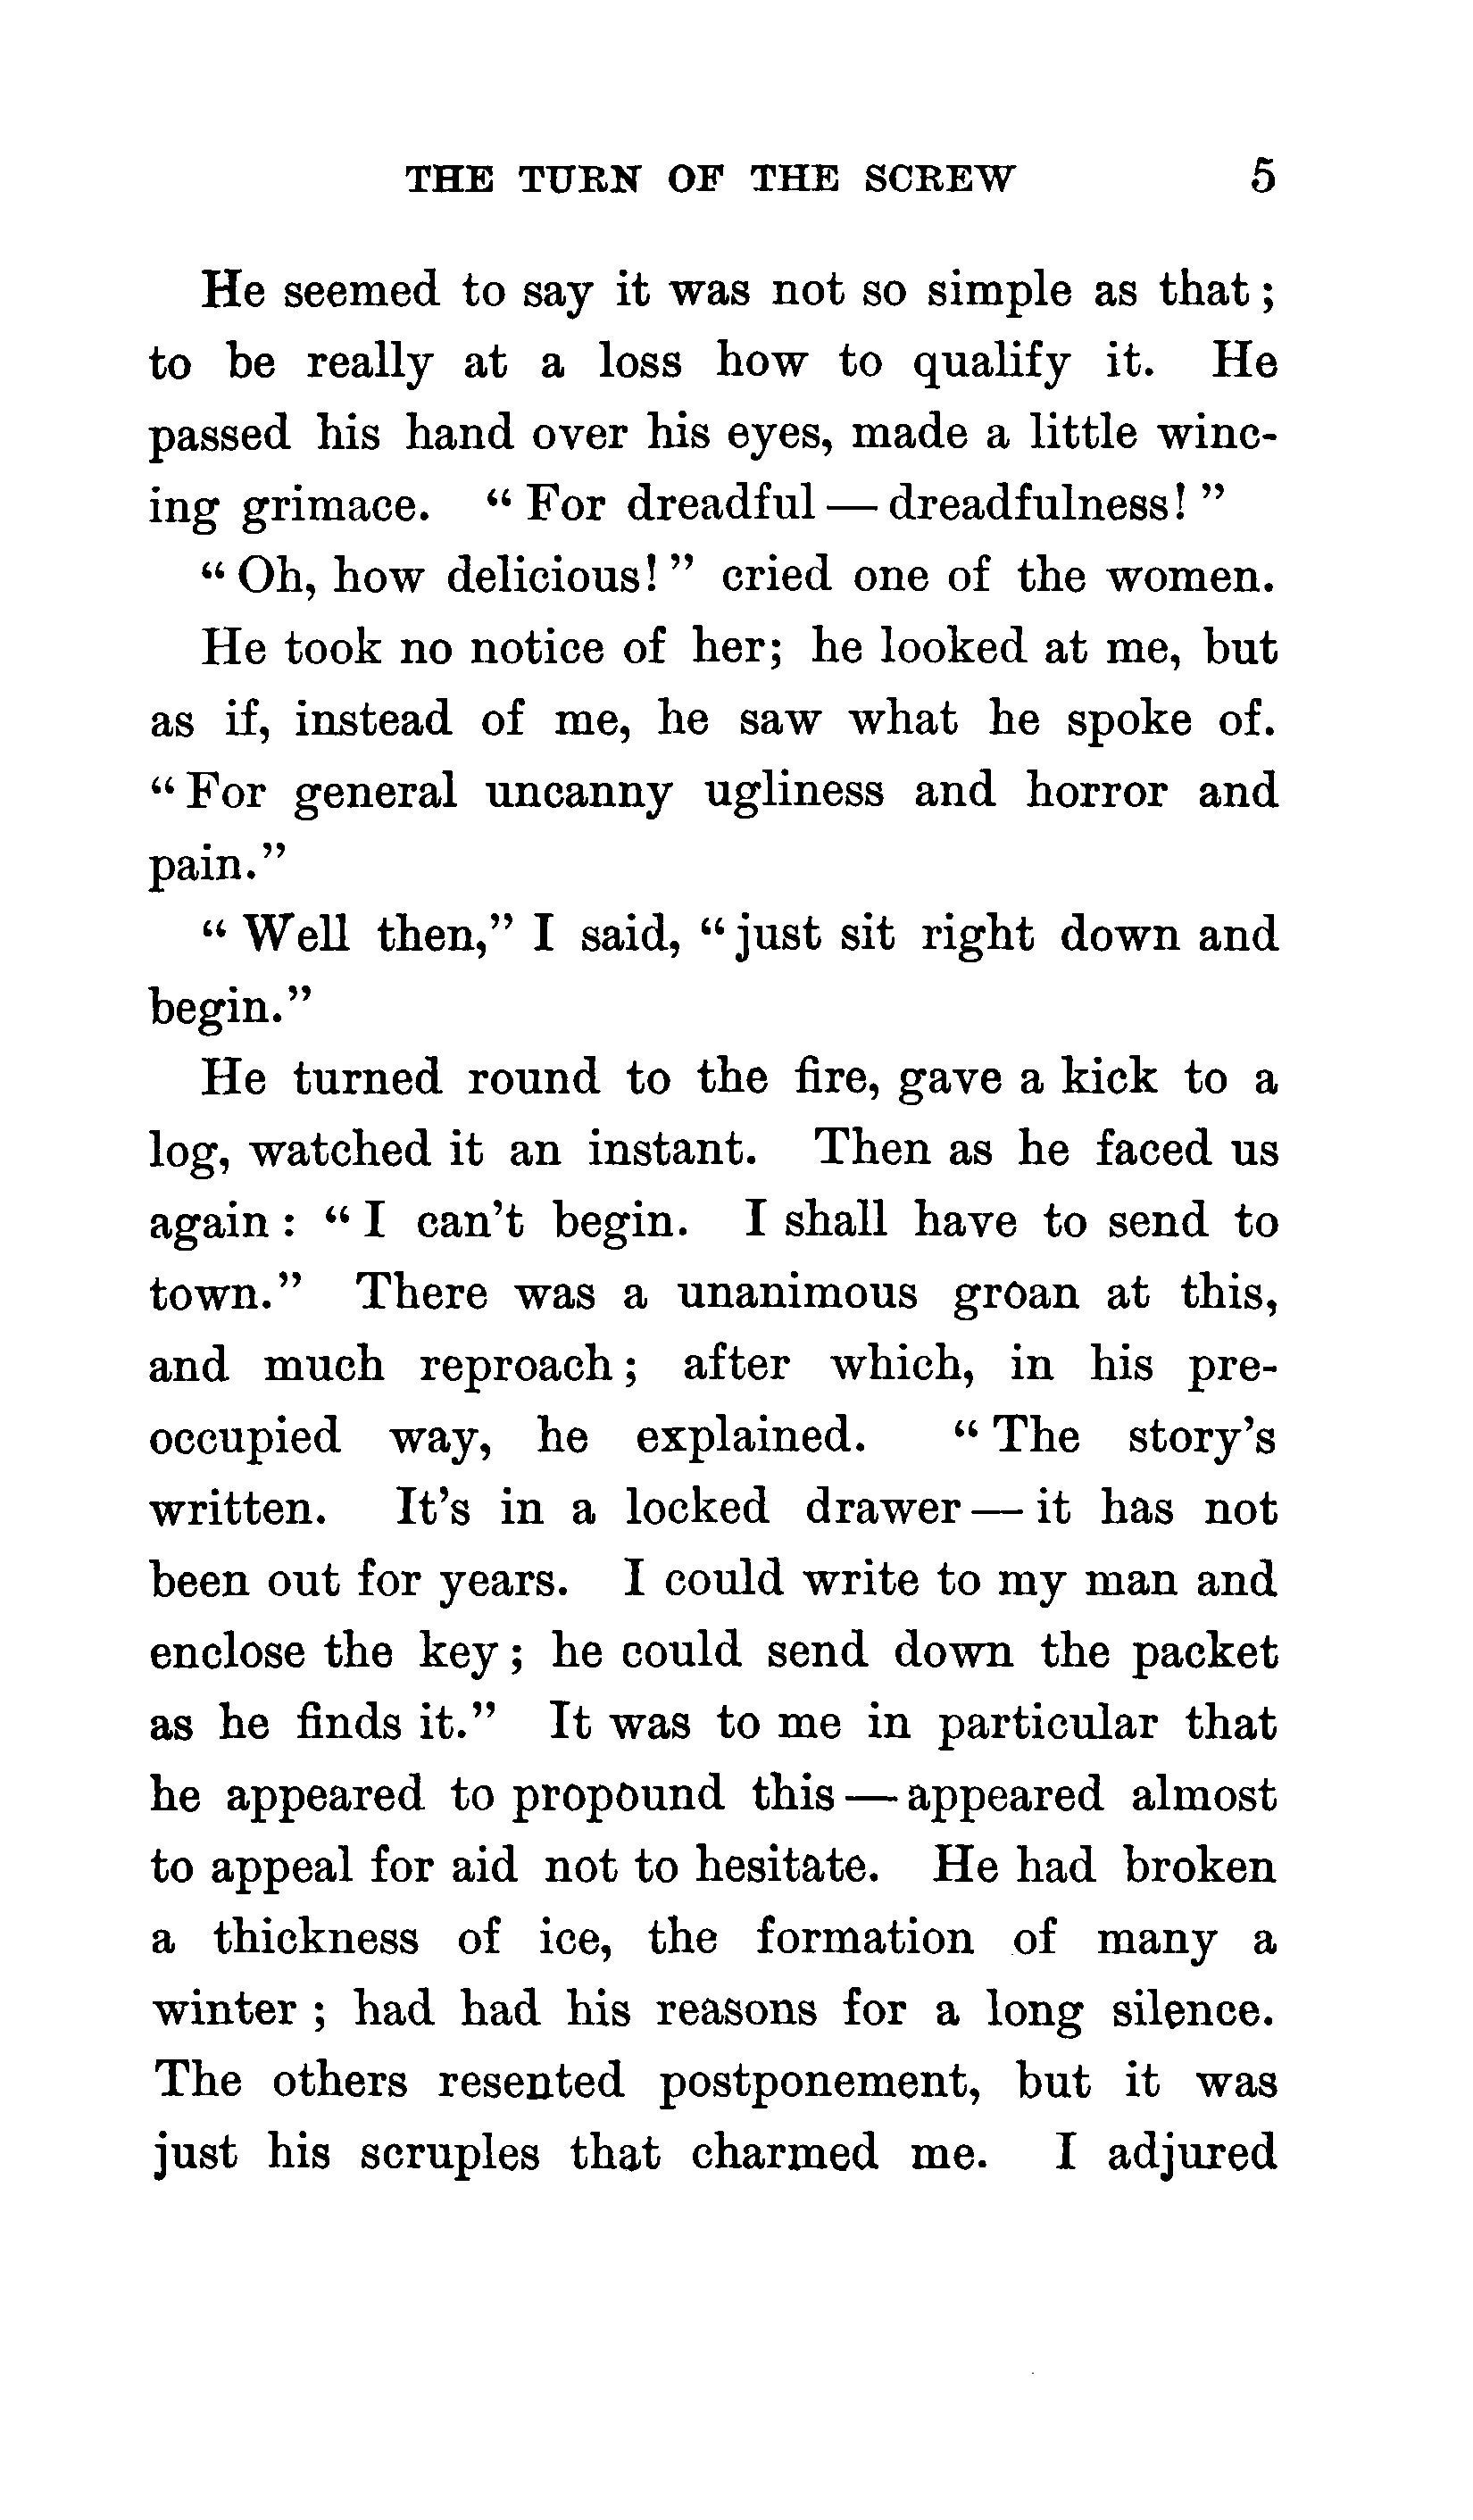 THE TURN OF THE SCREW 5
He seemed to say it was not so simple as that;
to be really at a loss how to qualify it. He
passed his hand over his eyes, made a little winc-
ing grimace. "For dreadful — dreadfulness!"
"Oh, how delicious!" cried one of the women.
He took no notice of her; he looked at me, but
as if, instead of me, he saw what he spoke of.
"For general uncanny ugliness and horror and
pain."
"Well then," I said, "just sit right down and
begin."
He turned round to the fire, gave a kick to a
log, watched it an instant. Then as he faced us
again: "I can't begin. I shall have to send to
town." There was a unanimous groan at this,
and much reproach; after which, in his pre-
occupied way, he explained. "The story's
written. It's in a locked drawer — it has not
been out for years. I could write to my man and
enclose the key; he could send down the packet
as he finds it." It was to me in particular that
he appeared to propound this — appeared almost
to appeal for aid not to hesitate. He had broken
a thickness of ice, the formation of many a
winter; had had his reasons for a long silence.
The others resented postponement, but it was
just his scruples that charmed me. I adjured